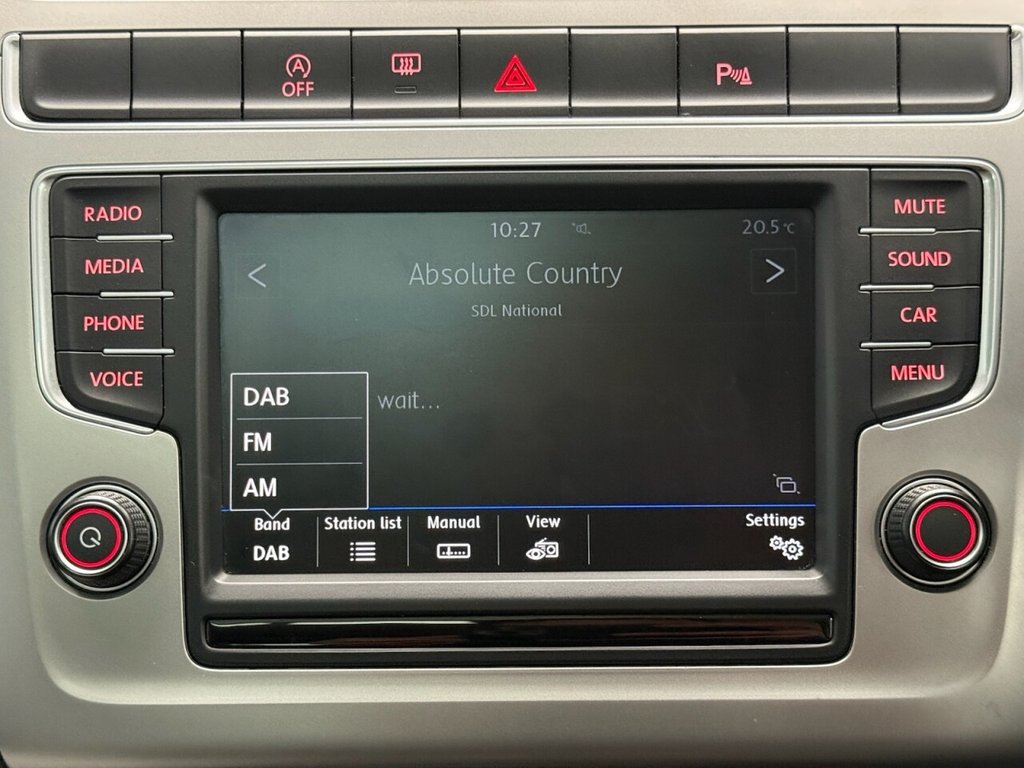 OFF
P
RADIO
MEDIA
PHONE
VOICE
10:27
20.5°C
Absolute Country
SDL National
wait...
DAB
FM
AM
Band
DAB
Station list
Manual
View
Settings
MUTE
SOUND
CAR
MENU